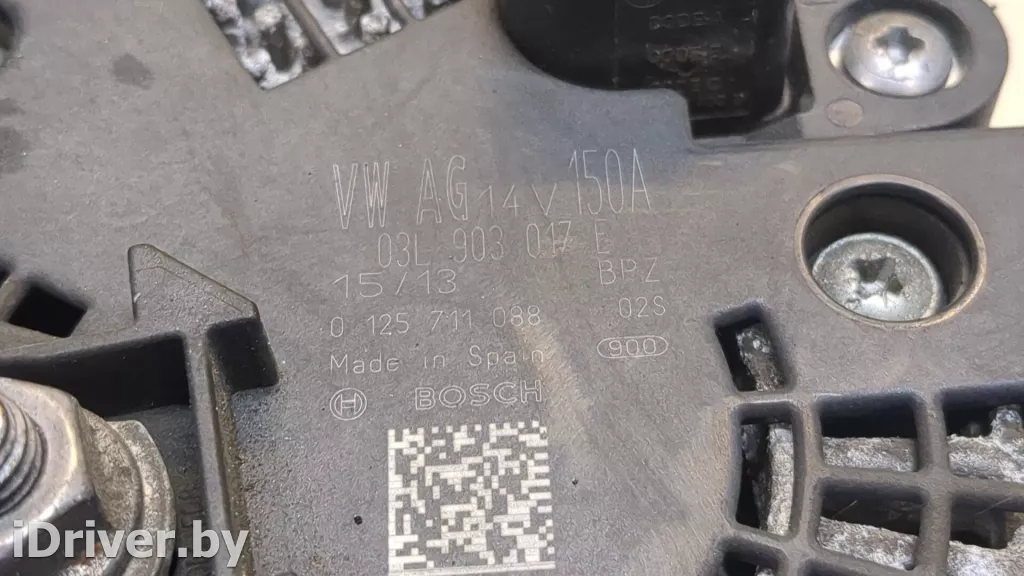 VW AG 14V 150A
03L 903 017 E
15/13 BPZ
0 125 711 088 02S
Made in Spain 900
BOSCH
iDriver.by